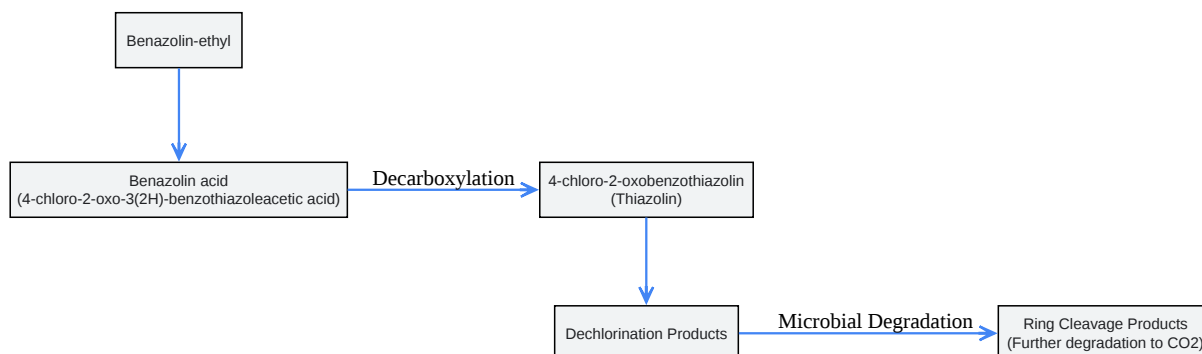 Benazolin-ethyl
Benazolin acid
(4-chloro-2-oxo-3(2H)-benzothiazoleacetic acid)
Decarboxylation
4-chloro-2-oxobenzothiazolin
(Thiazolin)
Dechlorination Products
Microbial Degradation
Ring Cleavage Products
(Further degradation to CO2)